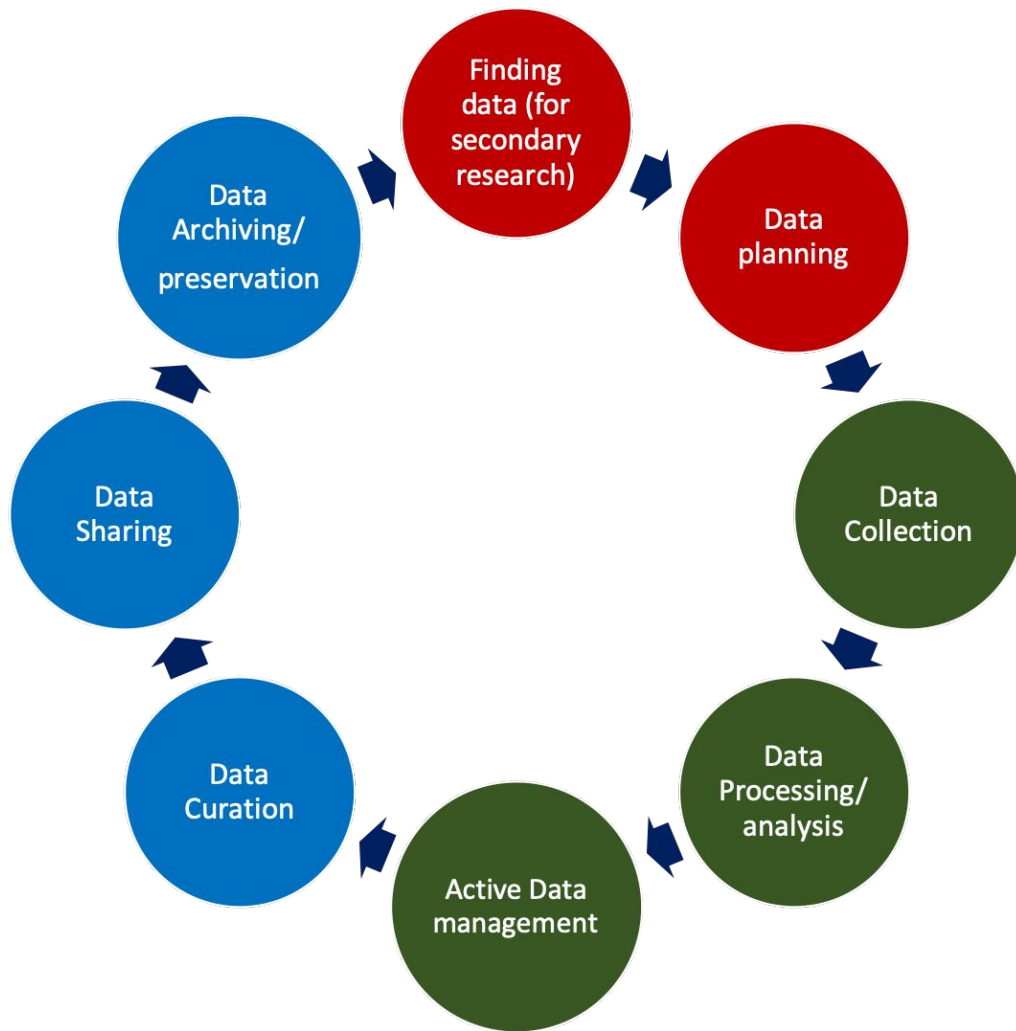 Finding
data (for
secondary
research)
Data
planning
Data
Collection
Data
Processing/
analysis
Active Data
management
Data
Curation
Data
Sharing
Data
Archiving/
preservation